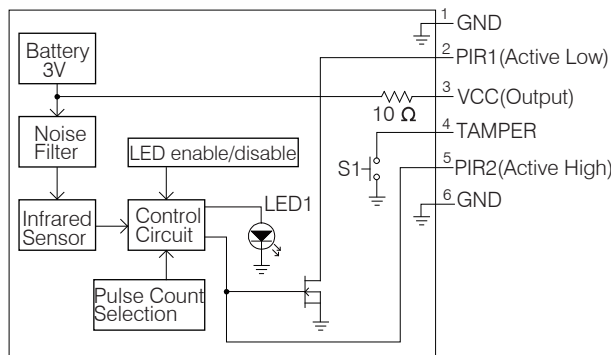 Battery
3V
1
GND
2
PIR1(Active Low)
3
VCC(Output)
10 Ω
4
TAMPER
Noise
Filter
LED enable/disable
S1
5
PIR2(Active High)
6
GND
LED1
Infrared
Sensor
Control
Circuit
Pulse Count
Selection